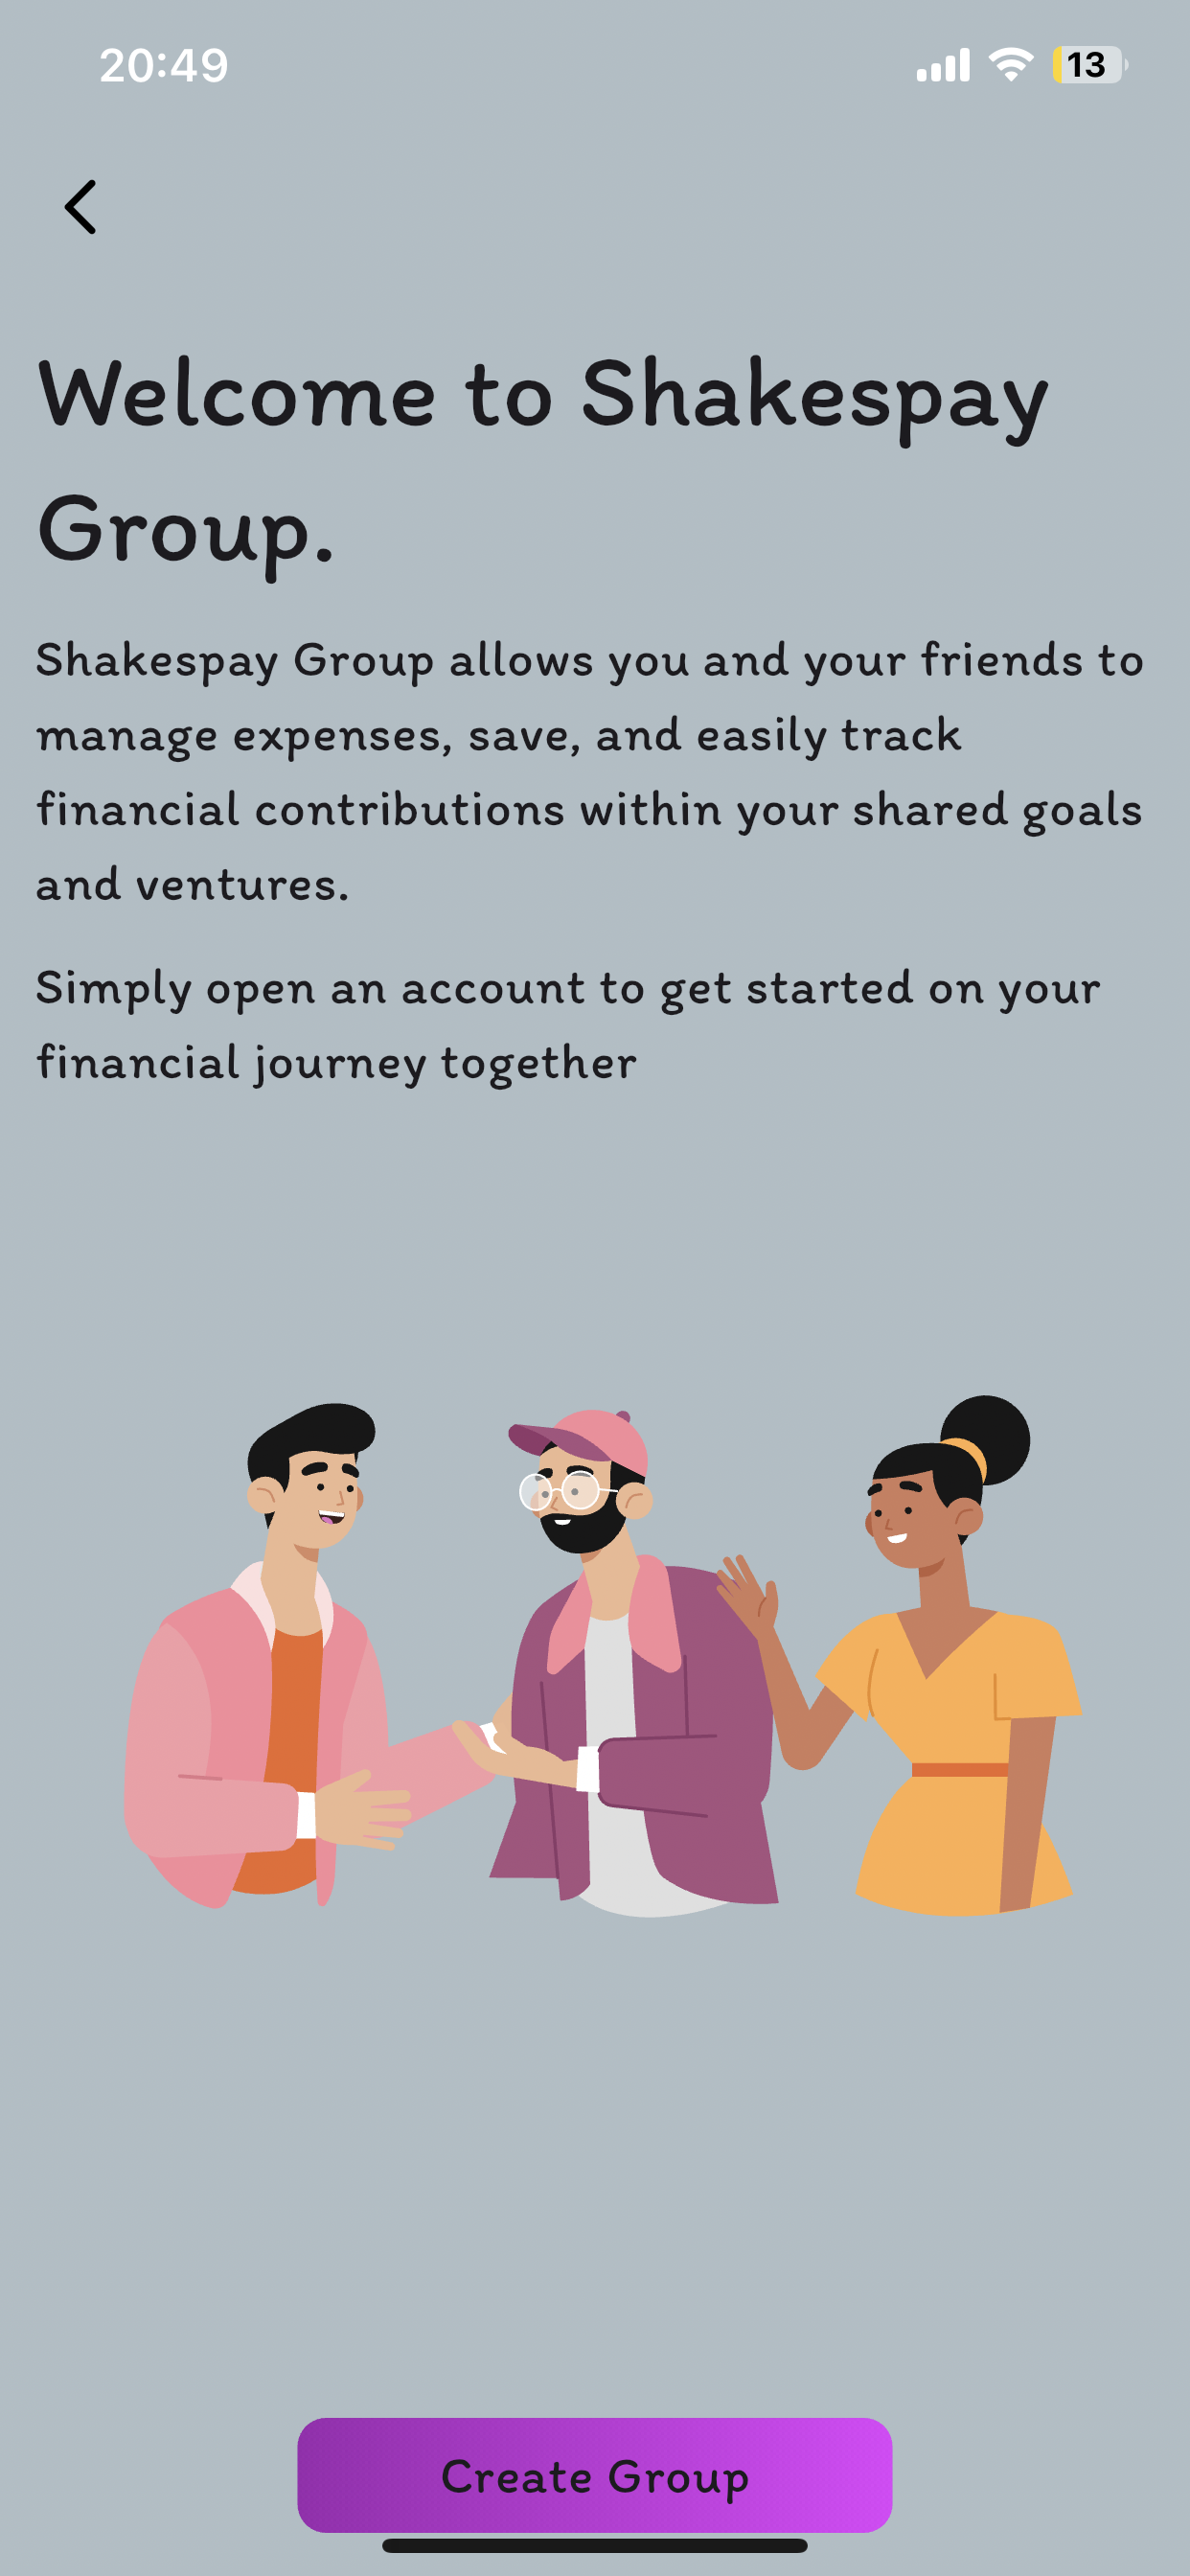 20:49
13
Welcome to Shakespay
Group.
Shakespay Group allows you and your friends to
manage expenses, save, and easily track
financial contributions within your shared goals
and ventures.
Simply open an account to get started on your
financial journey together
Create Group